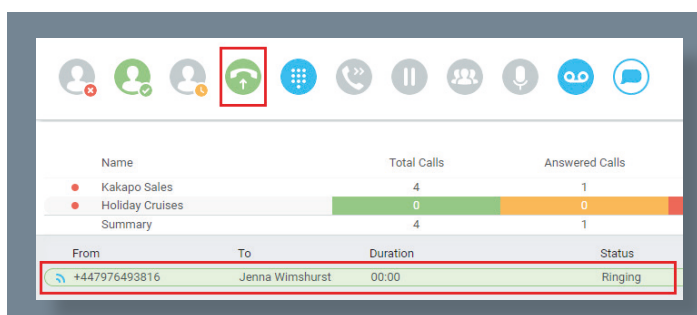 Name Total Calls Answered Calls
Kakapo Sales 4 1
Holiday Cruises 0 0
Summary 4 1
From To Duration Status
+447976493816 Jenna Wimshurst 00:00 Ringing